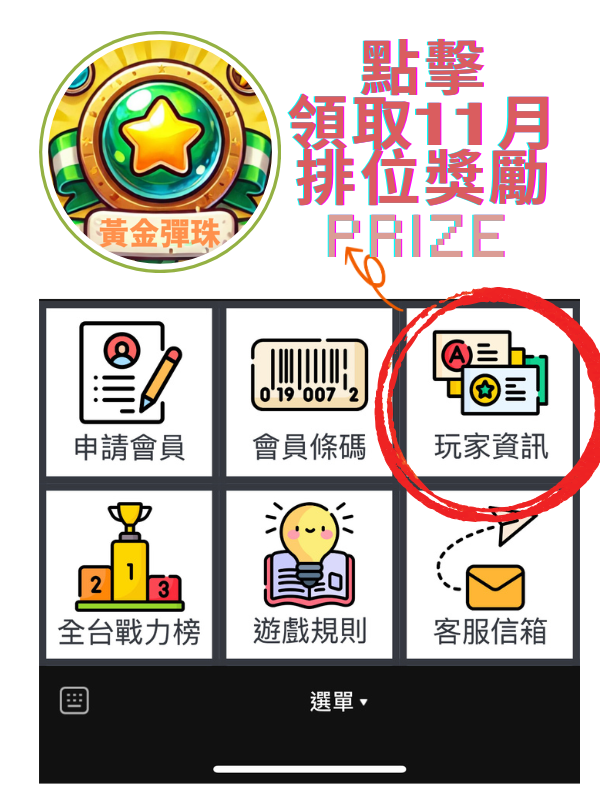 點擊
領取11月
排位獎勵
PRIZE
黃金彈珠
A
0 19 007 2
申請會員
會員條碼
玩家資訊
2
1
3
全台戰力榜
遊戲規則
客服信箱
選單